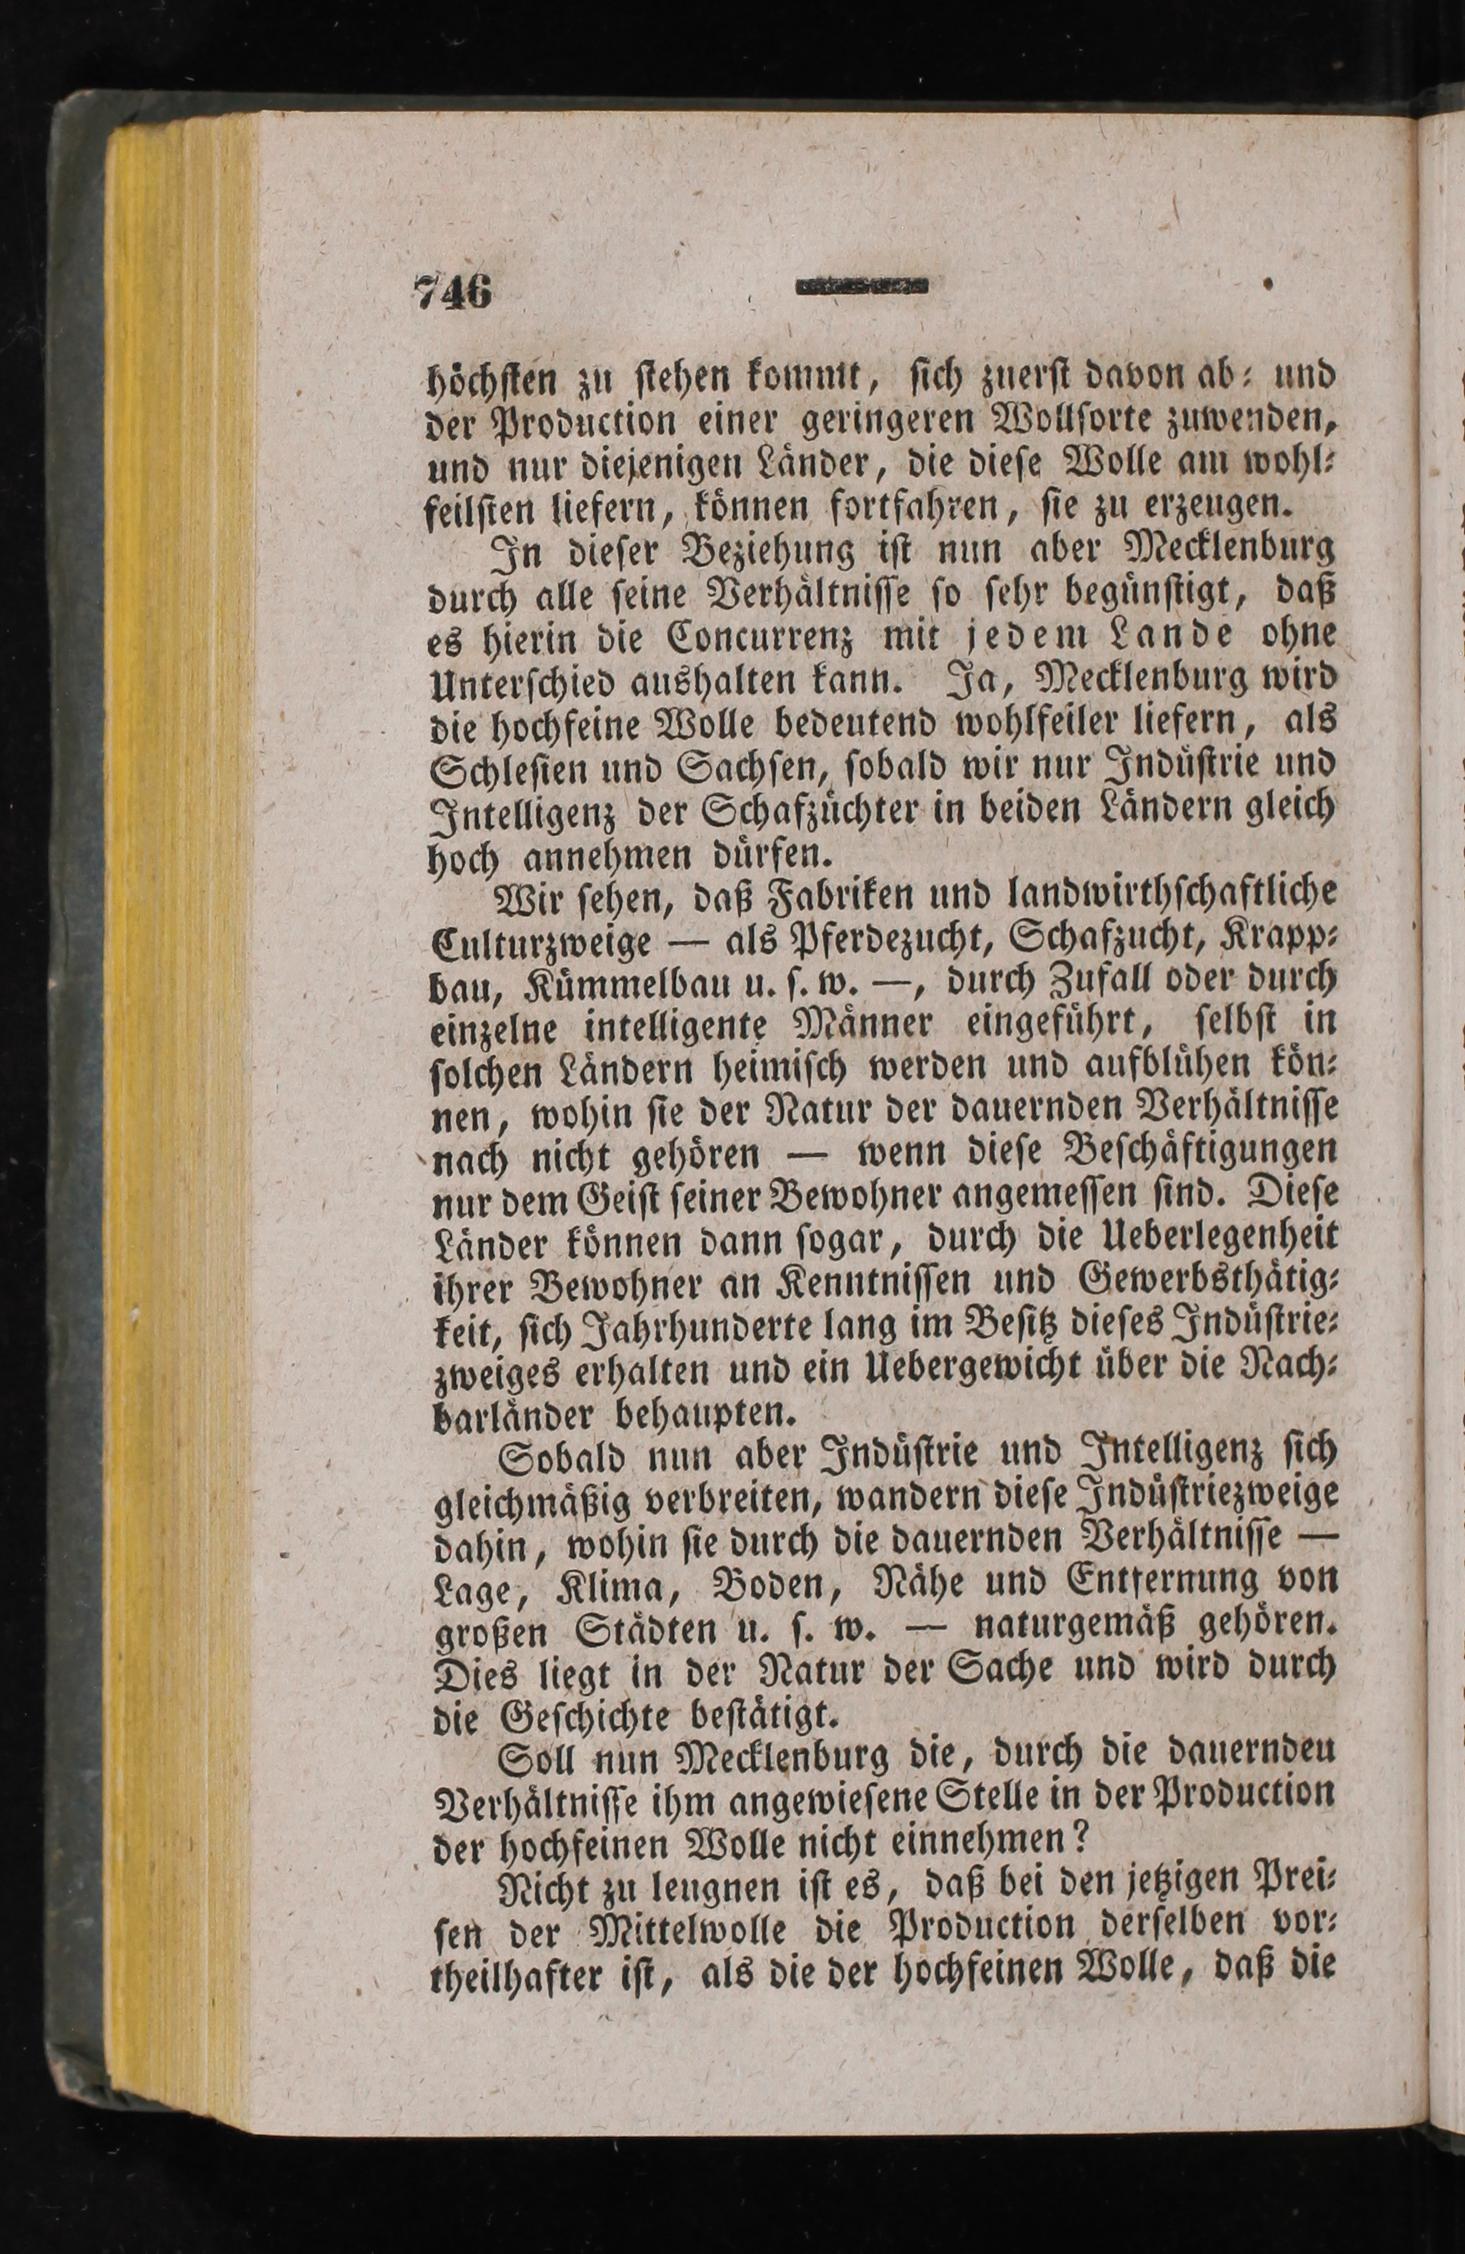 746
höchſten zu ſtehen kommt, ſich zuerſt davon ab⸗ und
der Production einer geringeren Wollſorte zuwenden,
und nur diejenigen Länder, die dieſe Wolle am wohl⸗
feilſten liefern, können fortfahren, ſie zu erzeugen.
In dieſer Beziehung iſt nun aber Mecklenburg
durch alle ſeine Verhältniſſe ſo ſehr begünſtigt, daß
es hierin die Concurrenz mit jedem Lande ohne
Unterſchied aushalten kann. Ja, Mecklenburg wird
die hochfeine Wolle bedeutend wohlfeiler liefern, als
Schleſien und Sachſen, ſobald wir nur Indüſtrie und
Intelligenz der Schafzüchter in beiden Ländern gleich
hoch annehmen dürfen.
Wir ſehen, daß Fabriken und landwirthſchaftliche
Culturzweige — als Pferdezucht, Schafzucht, Krapp⸗
bau, Kümmelbau u. ſ. w. —, durch Zufall oder durch
einzelne intelligente Männer eingeführt, ſelbſt in
ſolchen Ländern heimiſch werden und aufblühen kön⸗
nen, wohin ſie der Natur der dauernden Verhältniſſe
nach nicht gehören — wenn dieſe Beſchäftigungen
nur dem Geiſt ſeiner Bewohner angemeſſen ſind. Dieſe
Länder können dann ſogar, durch die Ueberlegenheit
ihrer Bewohner an Kenntniſſen und Gewerbsthätig⸗
keit, ſich Jahrhunderte lang im Beſitz dieſes Indüſtrie⸗
zweiges erhalten und ein Uebergewicht über die Nach⸗
barländer behaupten.
Sobald nun aber Indüſtrie und Intelligenz ſich
gleichmäßig verbreiten, wandern dieſe Indüſtriezweige
dahin, wohin ſie durch die dauernden Verhältniſſe —
Lage, Klima, Boden, Nähe und Entfernung von
großen Städten u. ſ. w. — naturgemäß gehören.
Dies liegt in der Natur der Sache und wird durch
die Geſchichte beſtätigt.
Soll nun Mecklenburg die, durch die dauernden
Verhältniſſe ihm angewieſene Stelle in der Production
der hochfeinen Wolle nicht einnehmen?
Nicht zu leugnen iſt es, daß bei den jetzigen Prei⸗
ſen der Mittelwolle die Production derſelben vor⸗
theilhafter iſt, als die der hochfeinen Wolle, daß die